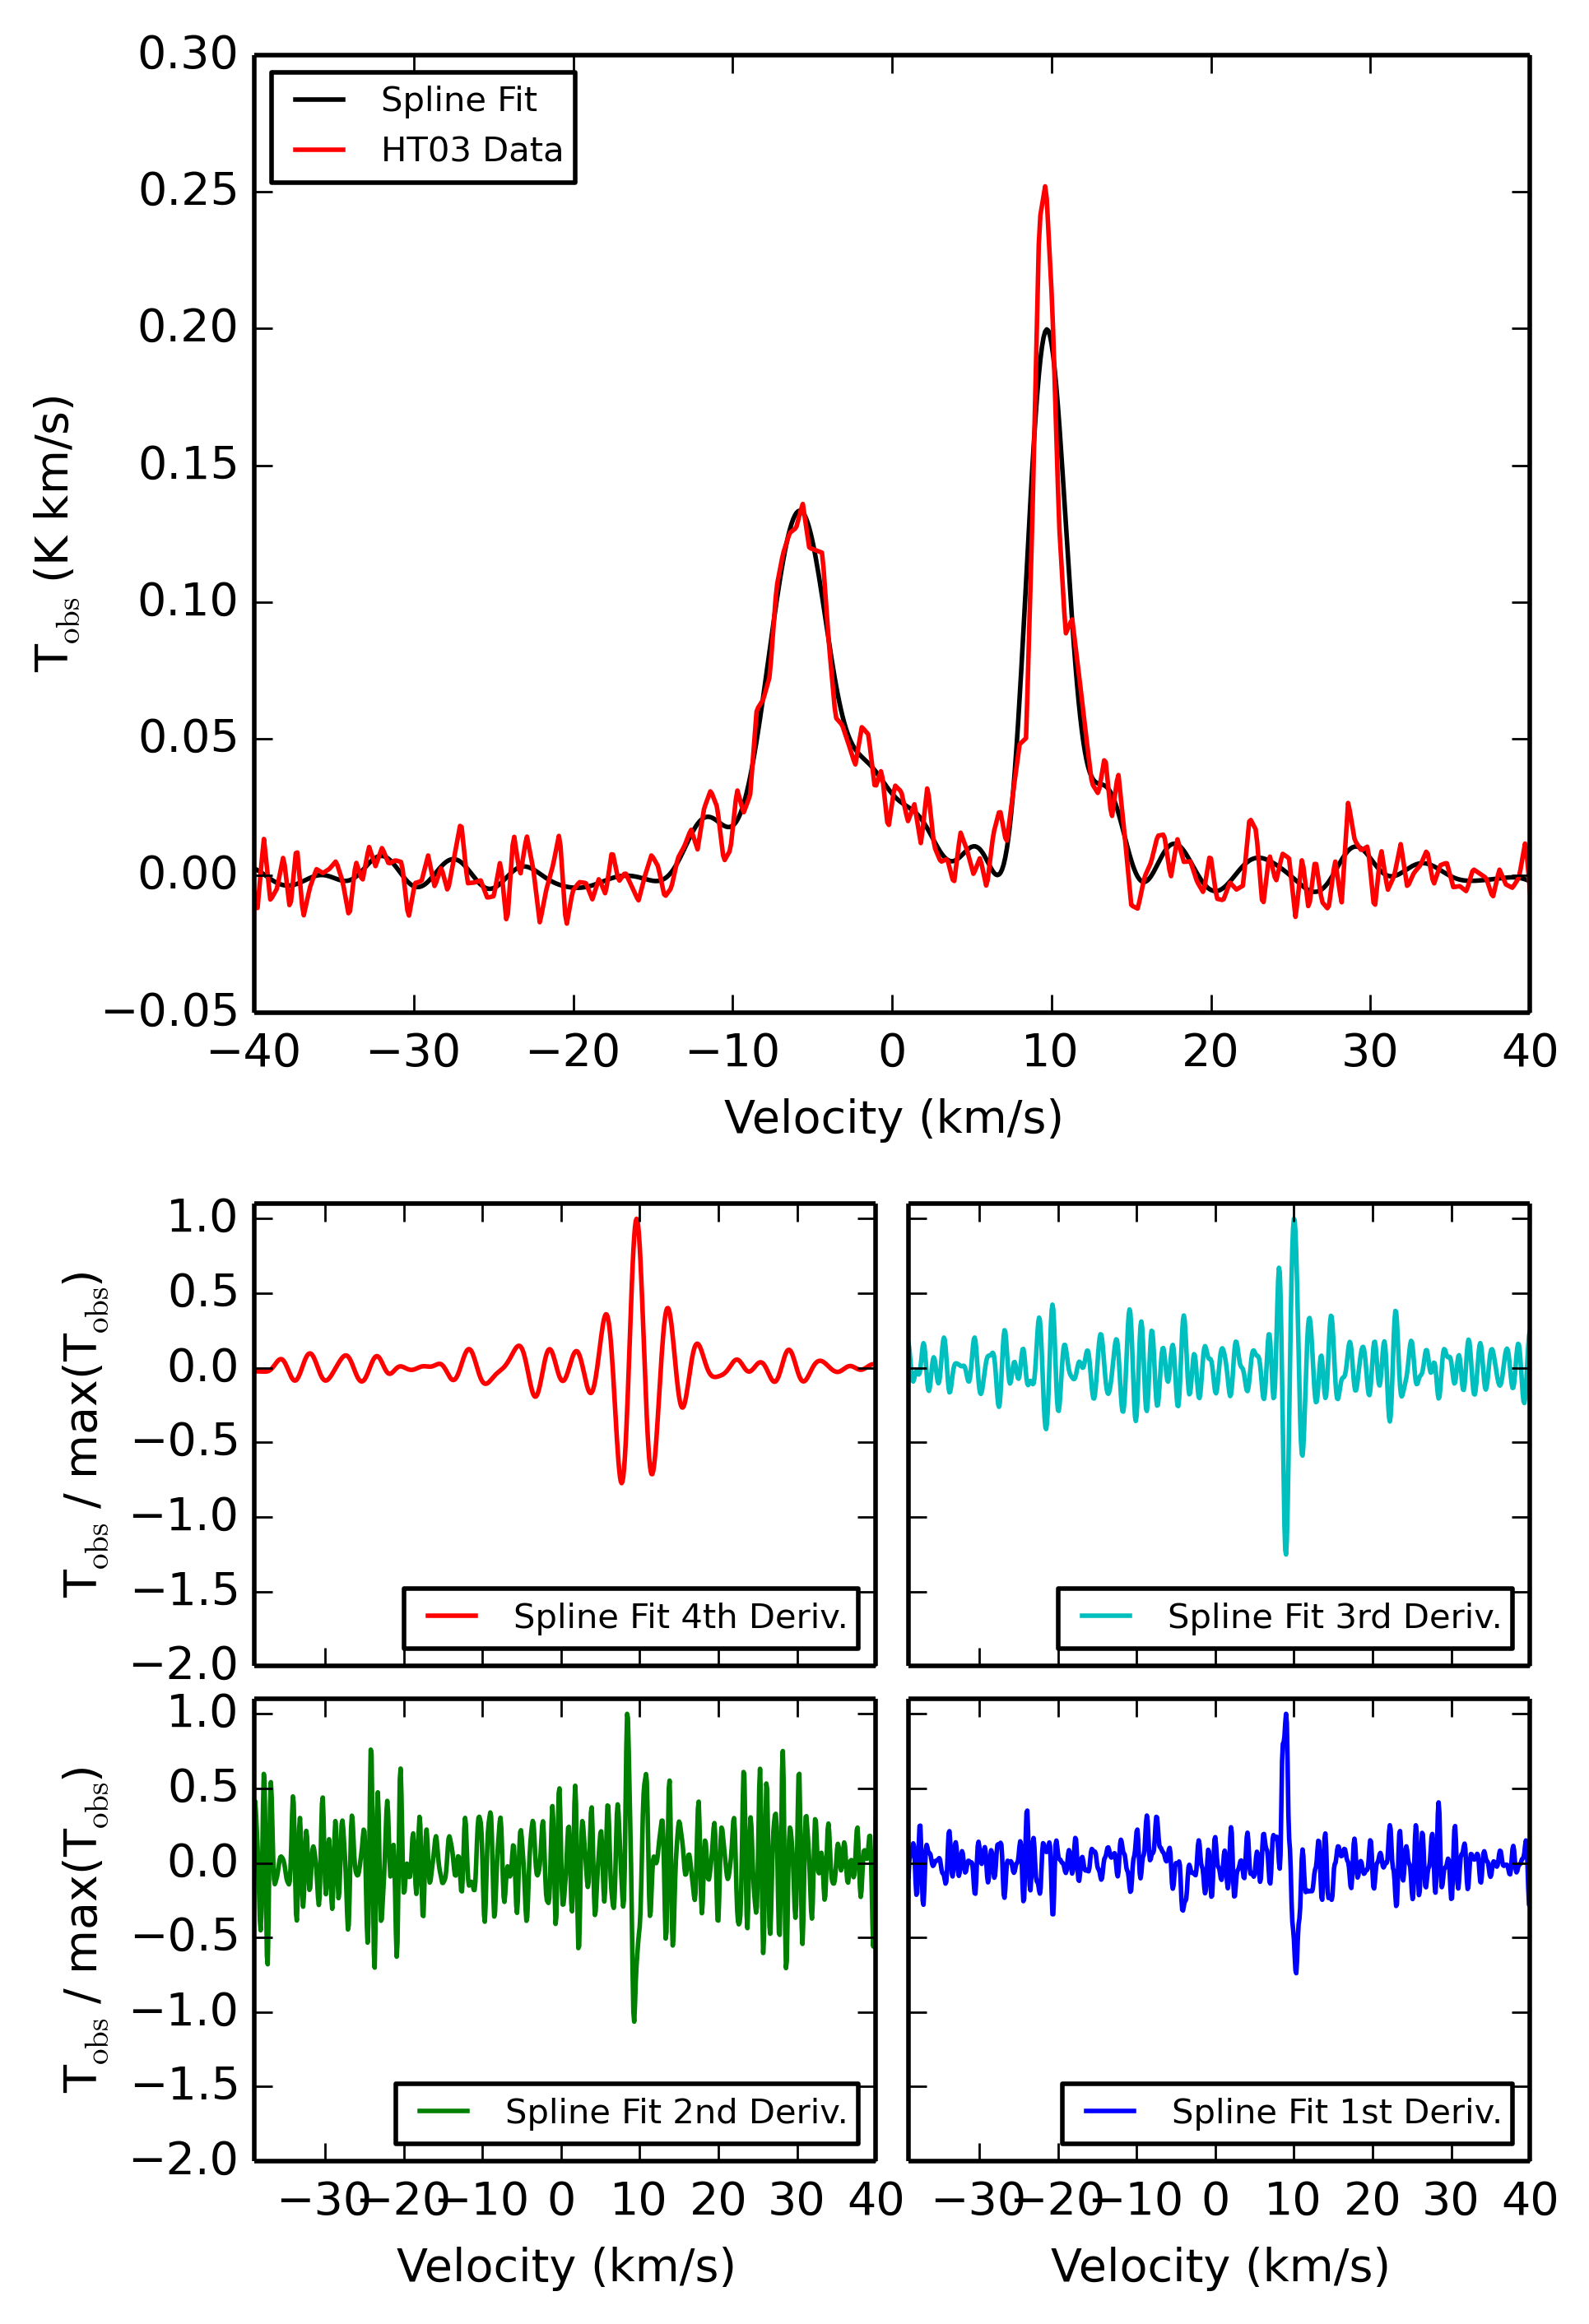 0.30
0.25
0.20
0.15
0.10
0.05
0.00
−0.05
T_obs (K km/s)
Spline Fit
HT03 Data
−40 −30 −20 −10 0 10 20 30 40
Velocity (km/s)
1.0
0.5
0.0
−0.5
−1.0
−1.5
−2.0
T_obs / max(T_obs)
Spline Fit 4th Deriv.
Spline Fit 3rd Deriv.
1.0
0.5
0.0
−0.5
−1.0
−1.5
−2.0
T_obs / max(T_obs)
Spline Fit 2nd Deriv.
Spline Fit 1st Deriv.
−30 −20 −10 0 10 20 30 40
−30 −20 −10 0 10 20 30 40
Velocity (km/s)
Velocity (km/s)